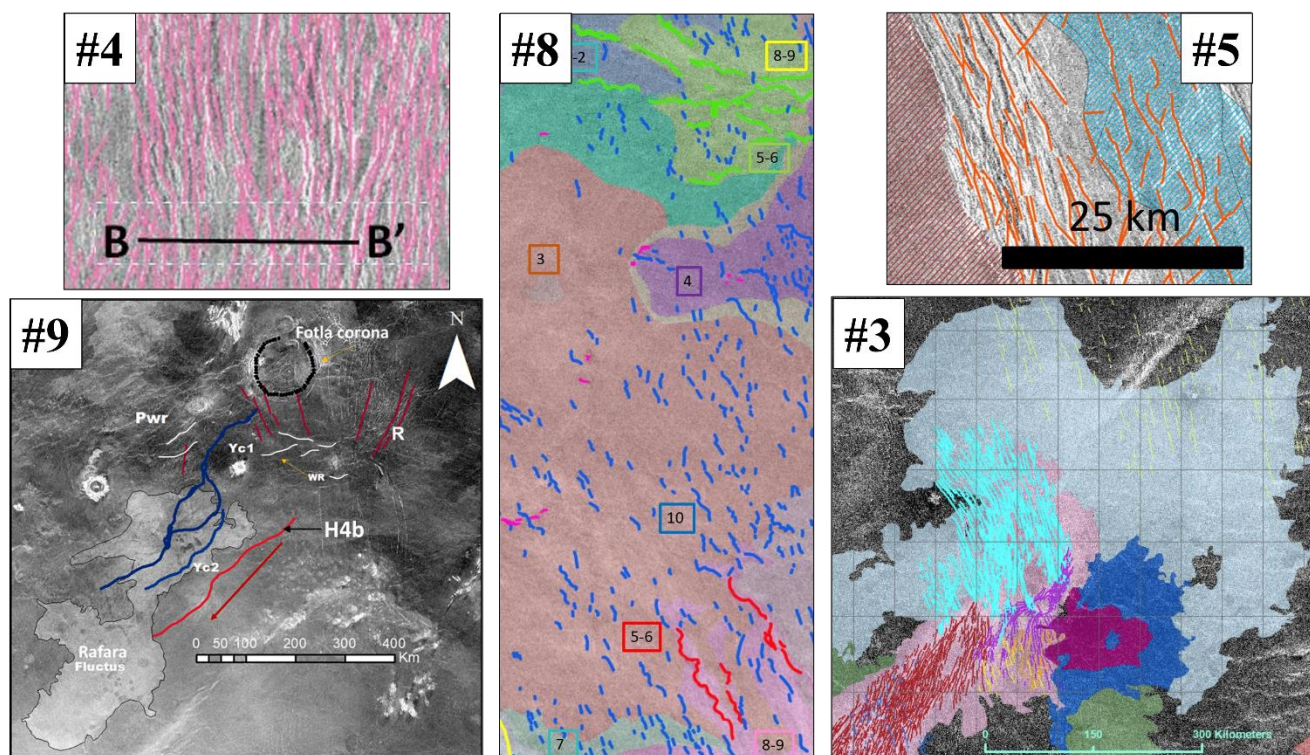 #4
B
B'
#8
-2
8-9
5-6
3
4
10
5-6
7
8-9
#5
25 km
#9
N
Fotla corona
Pwr
R
Yc1
WR
H4b
Yc2
0 50 100 200 300 400
Km
Rafara
Fluctus
#3
0 150 300 Kilometers